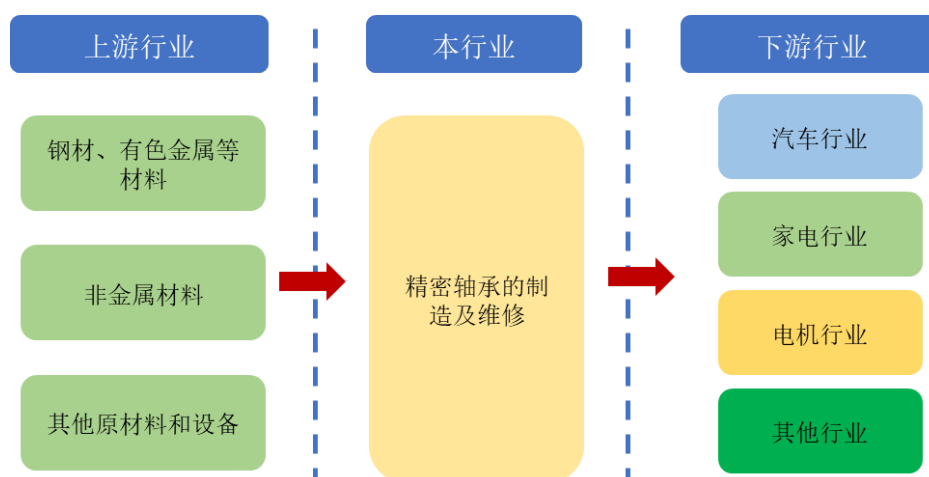 上游行业
本行业
下游行业
钢材、有色金属等
材料
非金属材料
其他原材料和设备
精密轴承的制
造及维修
汽车行业
家电行业
电机行业
其他行业